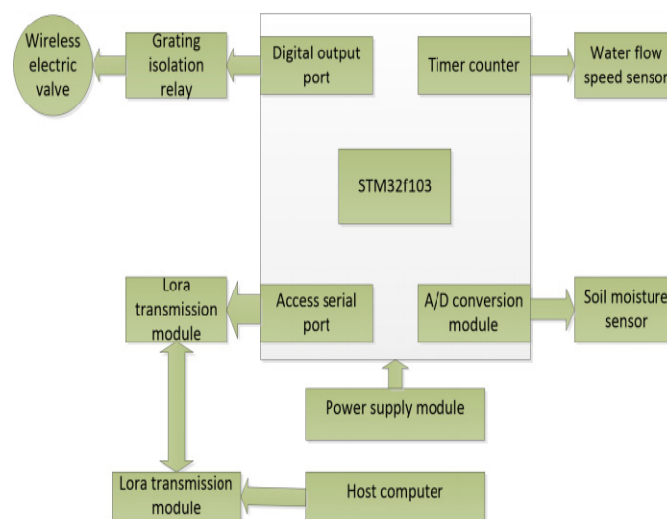 Wireless
electric
valve
Grating
isolation
relay
Digital output
port
Timer counter
Water flow
speed sensor
STM32f103
Lora
transmission
module
Access serial
port
A/D conversion
module
Soil moisture
sensor
Power supply module
Lora transmission
module
Host computer